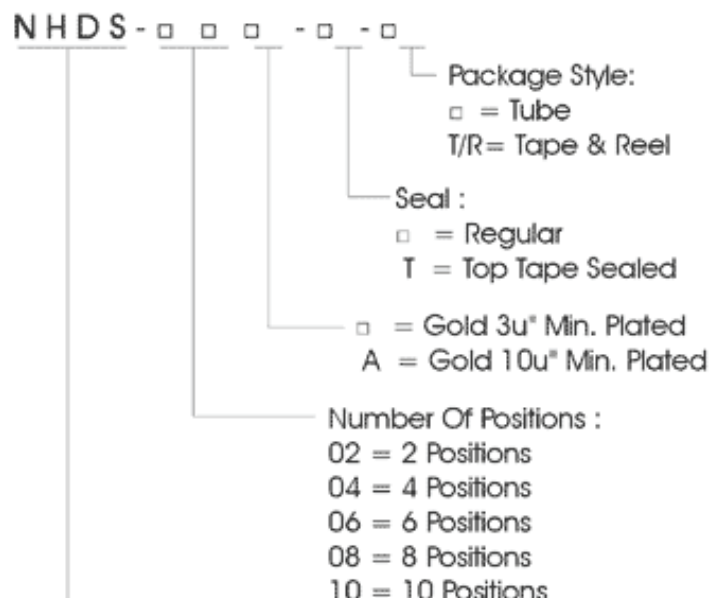 NHDS-□□□-□-□
Package Style:
□ = Tube
T/R= Tape & Reel
Seal :
□ = Regular
T = Top Tape Sealed
□ = Gold 3u" Min. Plated
A = Gold 10u" Min. Plated
Number Of Positions :
02 = 2 Positions
04 = 4 Positions
06 = 6 Positions
08 = 8 Positions
10 = 10 Positions